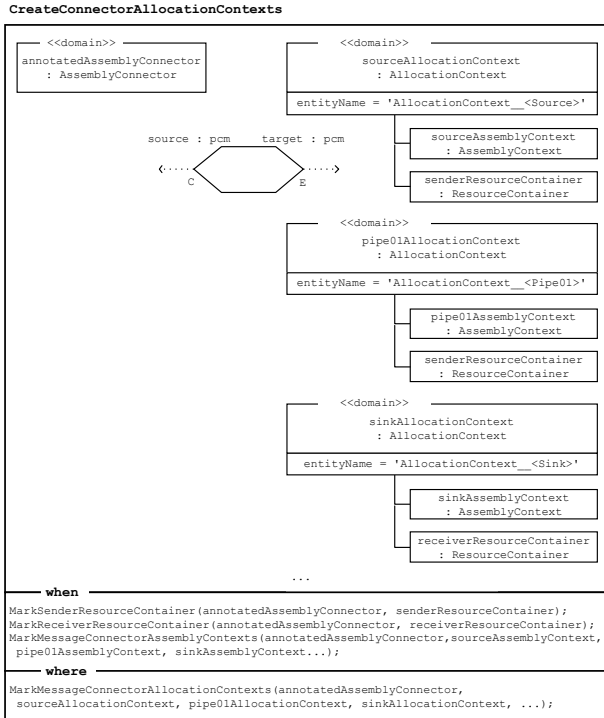 CreateConnectorAllocationContexts
<<domain>>
annotatedAssemblyConnector
: AssemblyConnector
<<domain>>
sourceAllocationContext
: AllocationContext
entityName = 'AllocationContext__<Source>'
sourceAssemblyContext
: AssemblyContext
senderResourceContainer
: ResourceContainer
source : pcm target : pcm
C E
<<domain>>
pipe01AllocationContext
: AllocationContext
entityName = 'AllocationContext__<Pipe01>'
pipe01AssemblyContext
: AssemblyContext
senderResourceContainer
: ResourceContainer
<<domain>>
sinkAllocationContext
: AllocationContext
entityName = 'AllocationContext__<Sink>'
sinkAssemblyContext
: AssemblyContext
receiverResourceContainer
: ResourceContainer
...
when
MarkSenderResourceContainer(annotatedAssemblyConnector, senderResourceContainer);
MarkReceiverResourceContainer(annotatedAssemblyConnector, receiverResourceContainer);
MarkMessageConnectorAssemblyContexts(annotatedAssemblyConnector,sourceAssemblyContext,
pipe01AssemblyContext, sinkAssemblyContext...);
where
MarkMessageConnectorAllocationContexts(annotatedAssemblyConnector,
sourceAllocationContext, pipe01AllocationContext, sinkAllocationContext, ...);